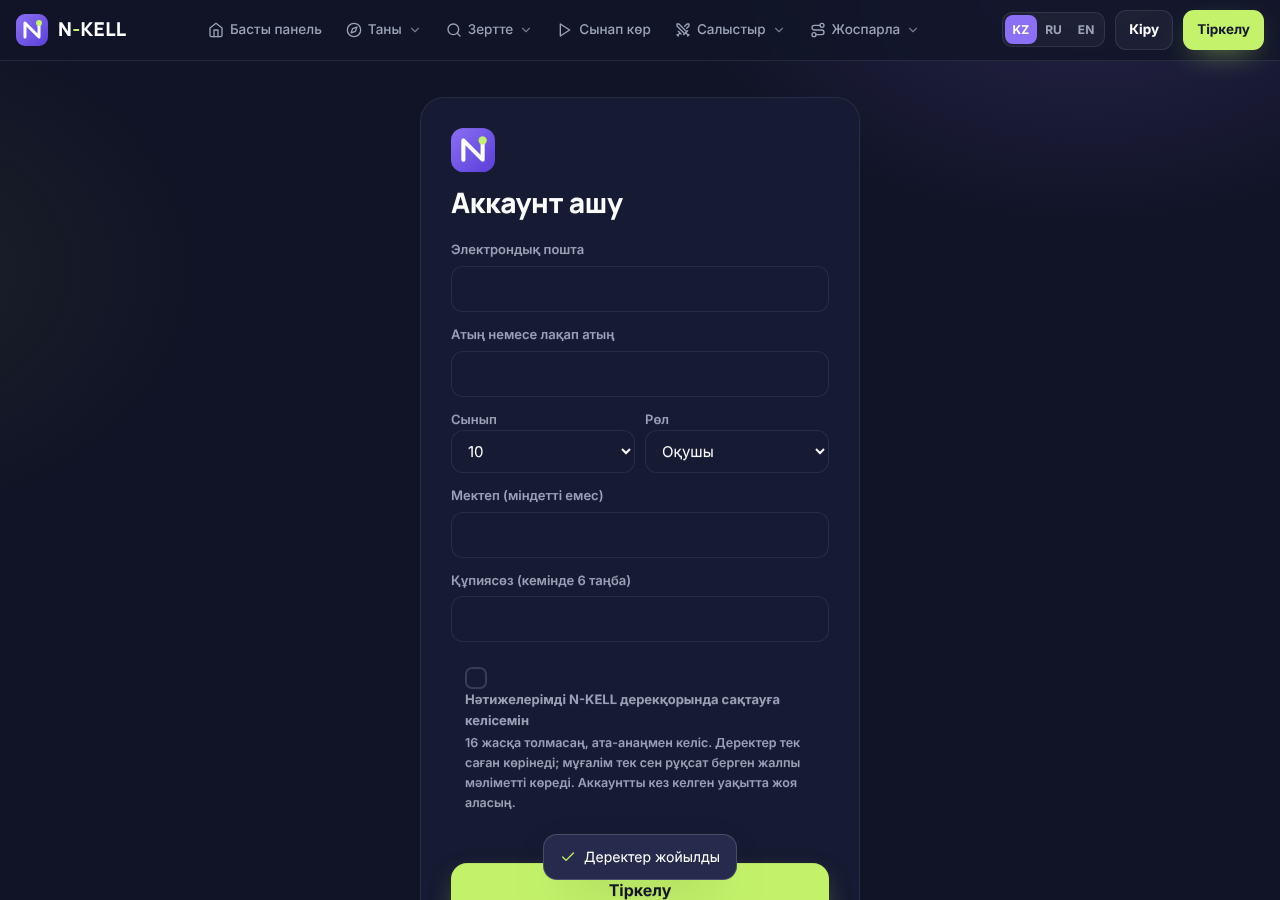 N-KELL
Басты панель
Таны
Зертте
Сынап көр
Салыстыр
Жоспарла
KZ
RU
EN
Кіру
Тіркелу
Аккаунт ашу
Электрондық пошта
Атың немесе лақап атың
Сынып
Рөл
10
Оқушы
Мектеп (міндетті емес)
Құпиясөз (кемінде 6 таңба)
Нәтижелерімді N-KELL дерекқорында сақтауға
келісемін
16 жасқа толмасаң, ата-анаңмен келіс. Деректер тек
саған көрінеді; мұғалім тек сен рұқсат берген жалпы
мәліметті көреді. Аккаунтты кез келген уақытта жоя
аласың.
Деректер жойылды
Тіркелу